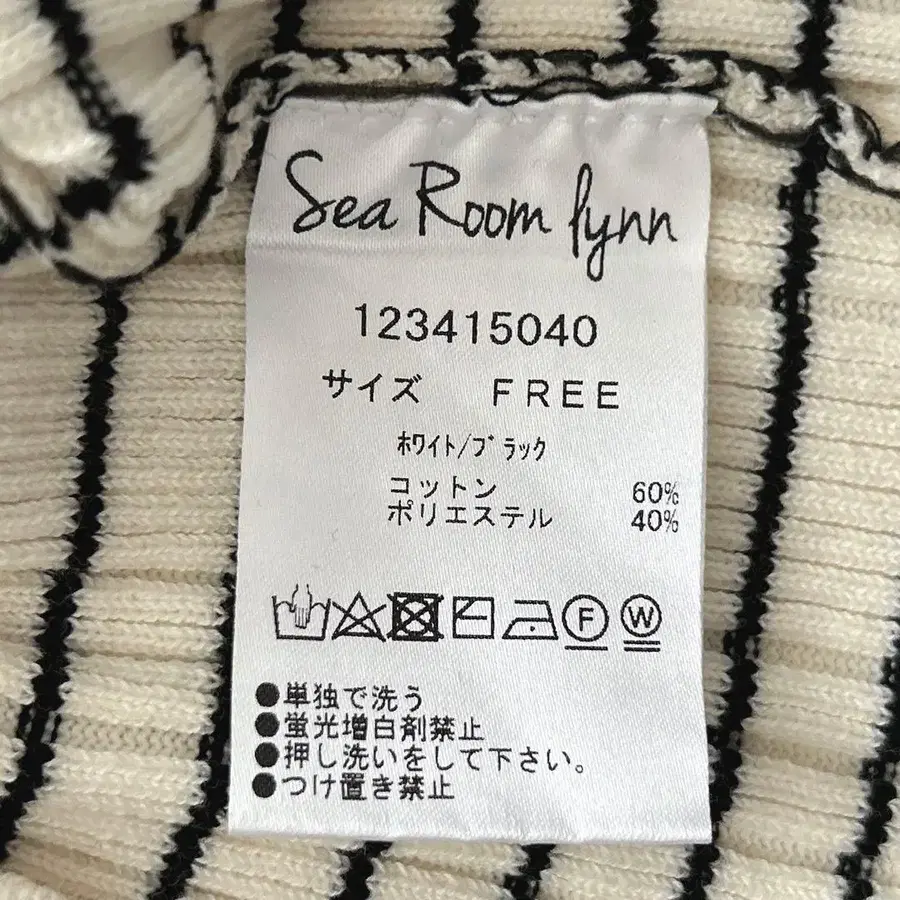 Sea Room lynn
123415040
サイズ FREE
ﾎﾜｲﾄ/ﾌﾞﾗｯｸ
コットン 60%
ポリエステル 40%
F W
●単独で洗う
●蛍光増白剤禁止
●押し洗いをして下さい。
●つけ置き禁止